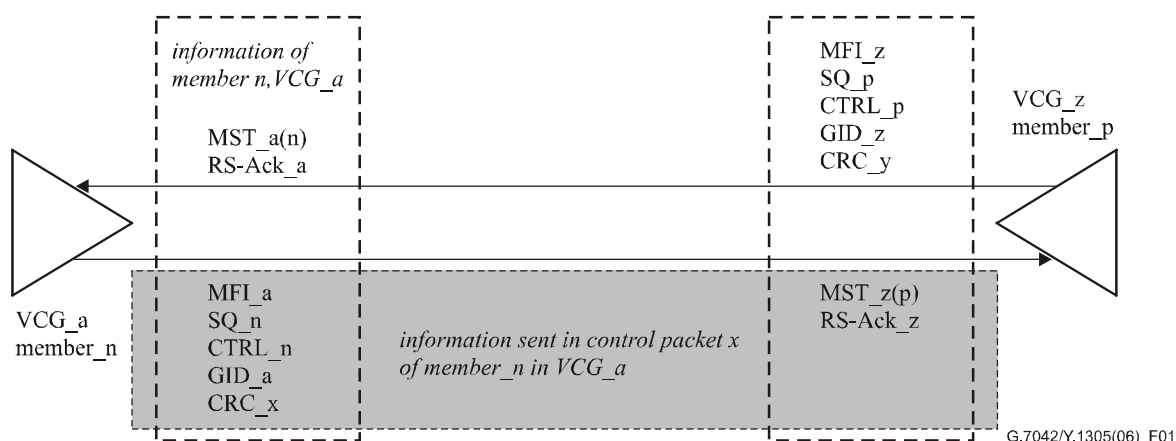 information of
member n,VCG_a
MST_a(n)
RS-Ack_a
MFI_z
SQ_p
CTRL_p
GID_z
CRC_y
VCG_z
member_p
VCG_a
member_n
MFI_a
SQ_n
CTRL_n
GID_a
CRC_x
information sent in control packet x
of member_n in VCG_a
MST_z(p)
RS-Ack_z
G.7042/Y.1305(06)_F01